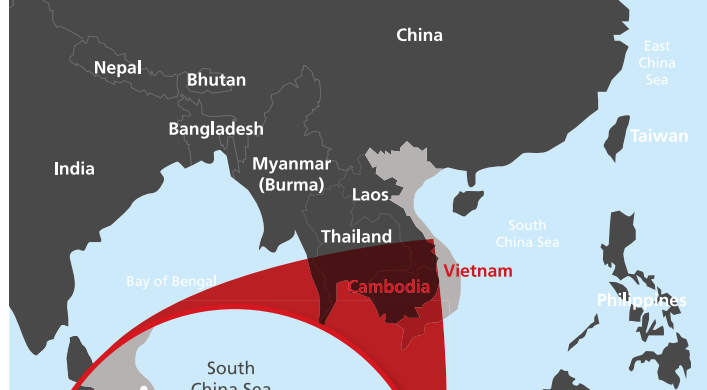 China
East
China
Sea
Nepal
Bhutan
Bangladesh
Taiwan
India
Myanmar
(Burma)
Laos
Thailand
South
China Sea
Vietnam
Bay of Bengal
Cambodia
Philippines
South
China Sea